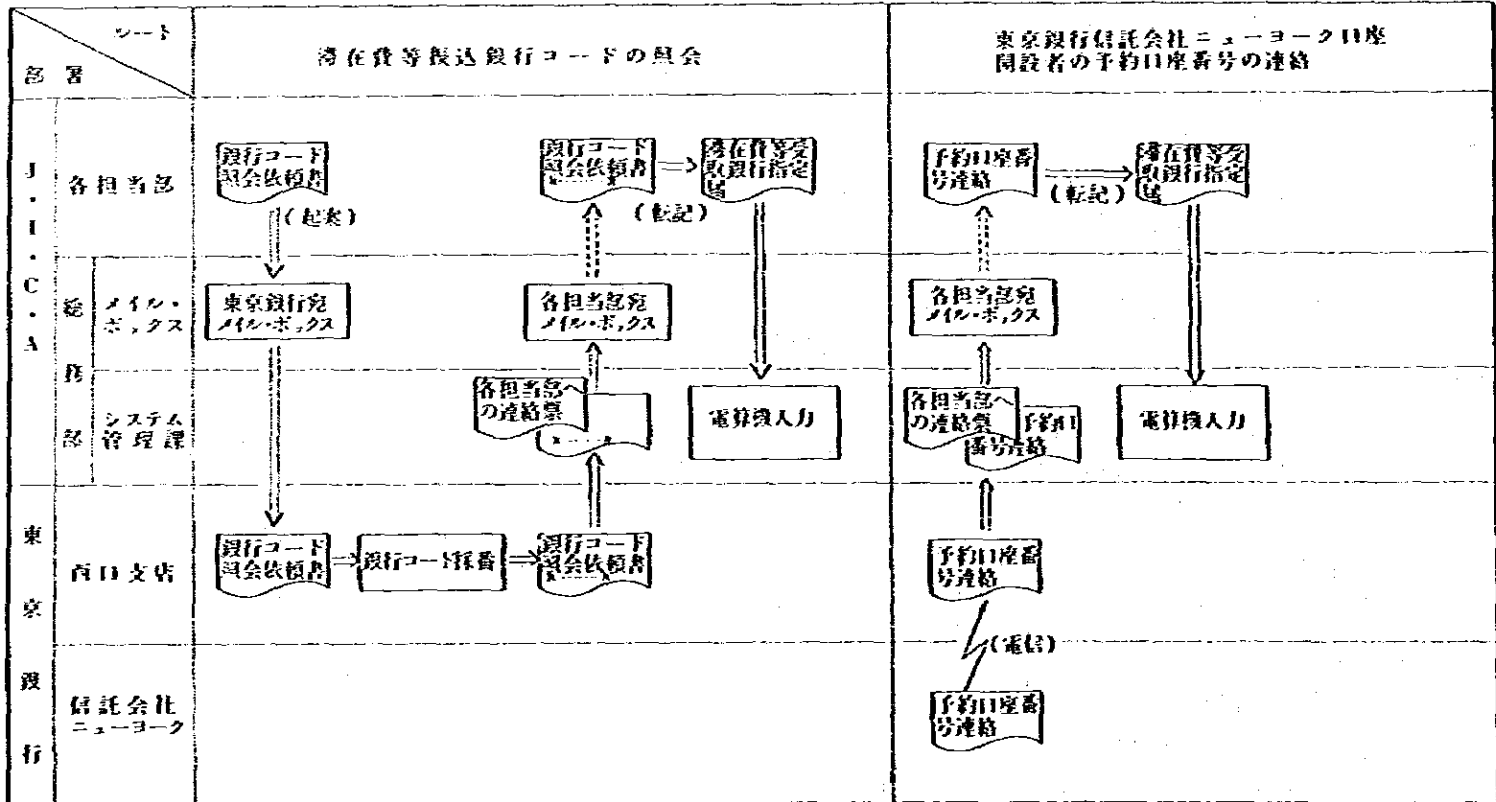 ルート
部署
滞在費等振込銀行コードの照会
東京銀行信託会社ニューヨーク口座
開設者の予約口座番号の連絡
J・I・C・A
各担当部
銀行コード
照会依頼書
(起案)
銀行コード
照会依頼書
(転記)
滞在費等受
取銀行指定
届
予約口座番
号連絡
(転記)
滞在費等受
取銀行指定
届
総務部
メイル・
ボックス
東京銀行宛
メイル・ボックス
各担当部宛
メイル・ボックス
各担当部宛
メイル・ボックス
システム
管理課
各担当部へ
の連絡票
電算機入力
各担当部へ
の連絡票
予約口
番号連絡
電算機入力
東京銀行
西口支店
銀行コード
照会依頼書
銀行コード採番
銀行コード
照会依頼書
予約口座番
号連絡
(電信)
信託会社
ニューヨーク
予約口座番
号連絡